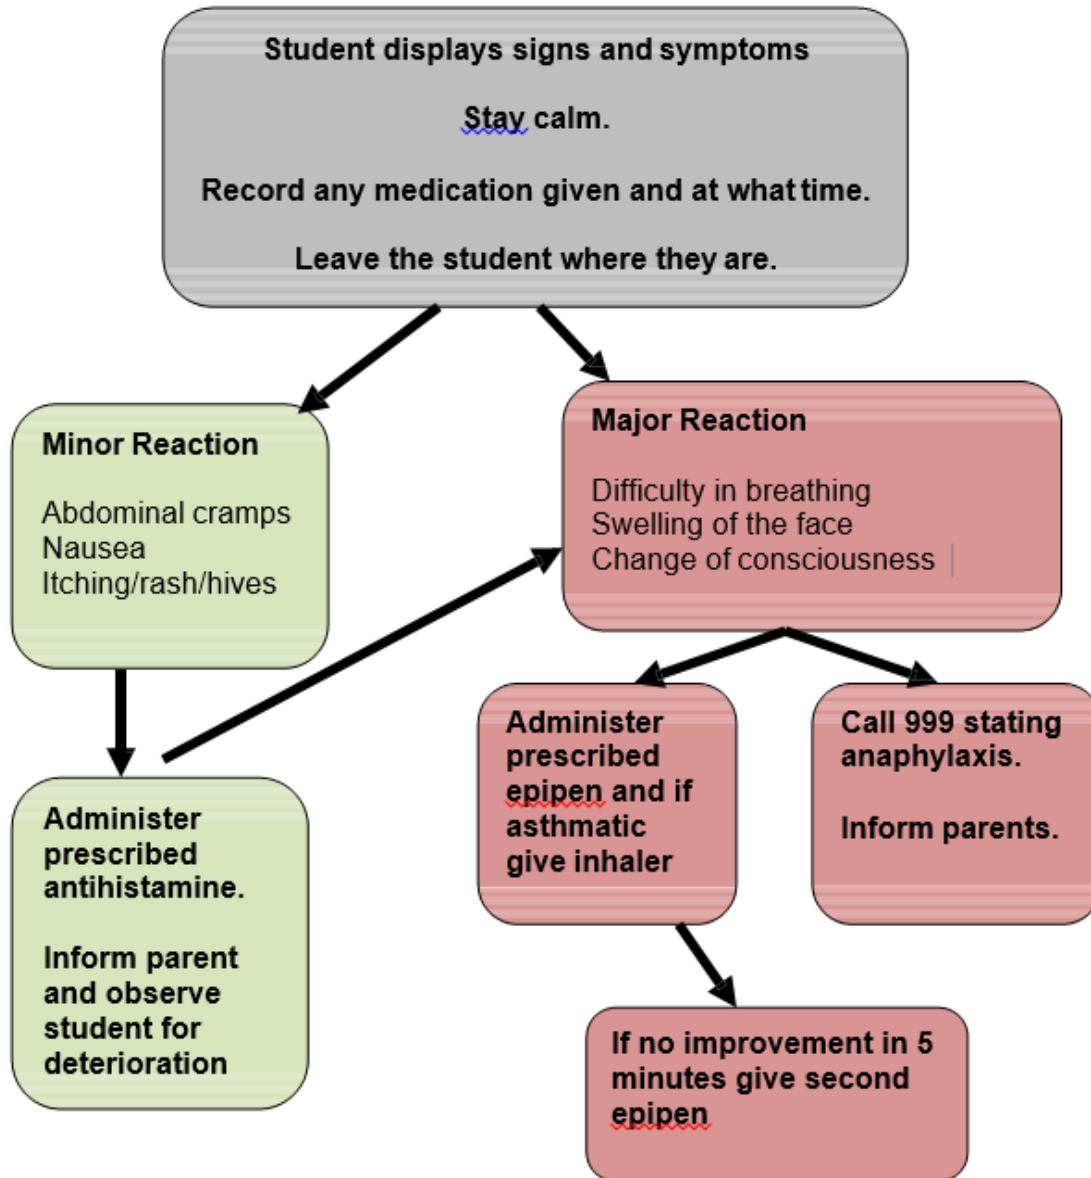 Student displays signs and symptoms
Stay calm.
Record any medication given and at what time.
Leave the student where they are.
Minor Reaction
Abdominal cramps
Nausea
Itching/rash/hives
Major Reaction
Difficulty in breathing
Swelling of the face
Change of consciousness
Administer
prescribed
antihistamine.
Inform parent
and observe
student for
deterioration
Administer
prescribed
epipen and if
asthmatic
give inhaler
Call 999 stating
anaphylaxis.
Inform parents.
If no improvement in 5
minutes give second
epipen